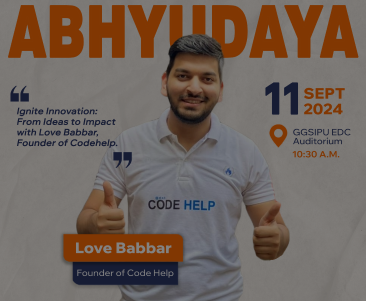 ABHYUDAYA
Ignite Innovation:
From Ideas to Impact
with Love Babbar,
Founder of Codehelp.
11 SEPT
2024
GGSIPU EDC
Auditorium
10:30 A.M.
CODE HELP
Love Babbar
Founder of Code Help